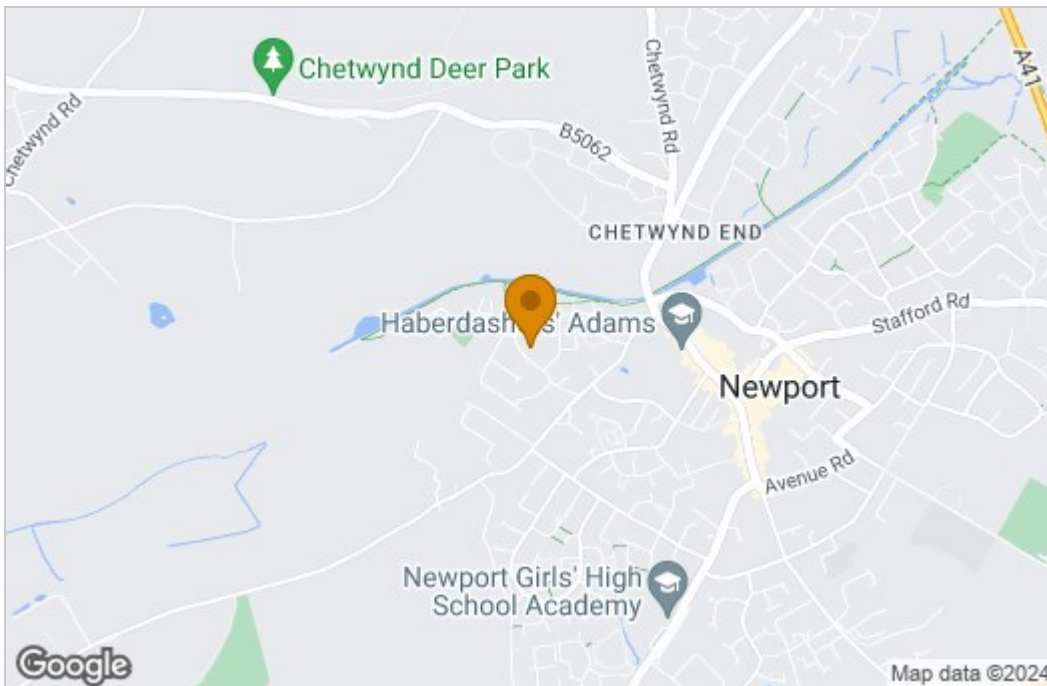 Chetwynd Deer Park
A41
Chetwynd Rd
Chetwynd Rd
B5062
CHETWYND END
Haberdashers' Adams
Stafford Rd
Newport
Avenue Rd
Newport Girls' High
School Academy
Google
Map data ©2024